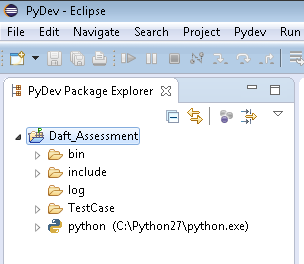 PyDev - Eclipse
File Edit Navigate Search Project Pydev Run
PyDev Package Explorer
Daft_Assessment
bin
include
log
TestCase
python (C:\Python27\python.exe)